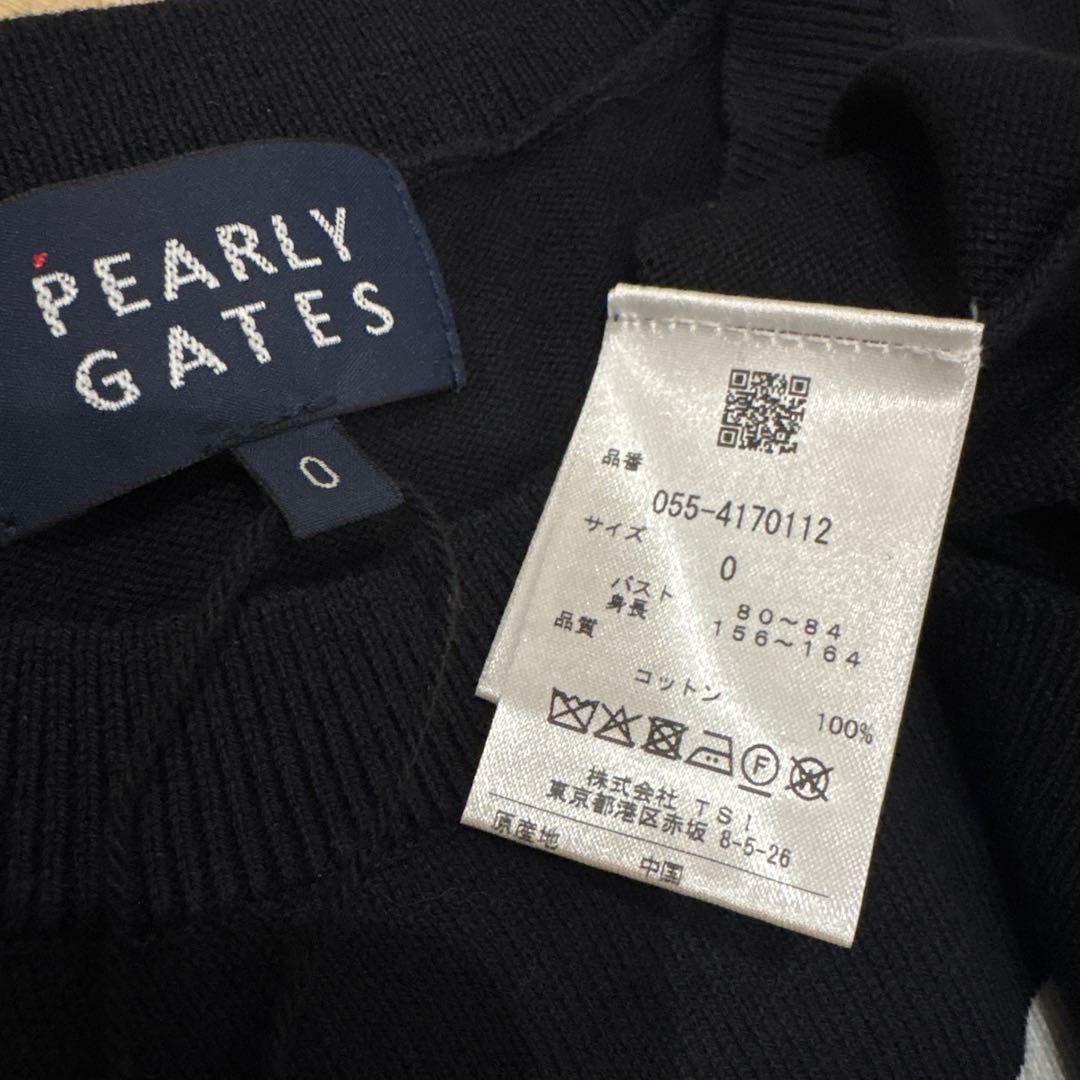 PEARLY
GATES
0
品番
055-4170112
サイズ
0
バスト 80～84
身長 156～164
品質
コットン 100%
F
W
株式会社 TSI
東京都港区赤坂 8-5-26
原産地 中国